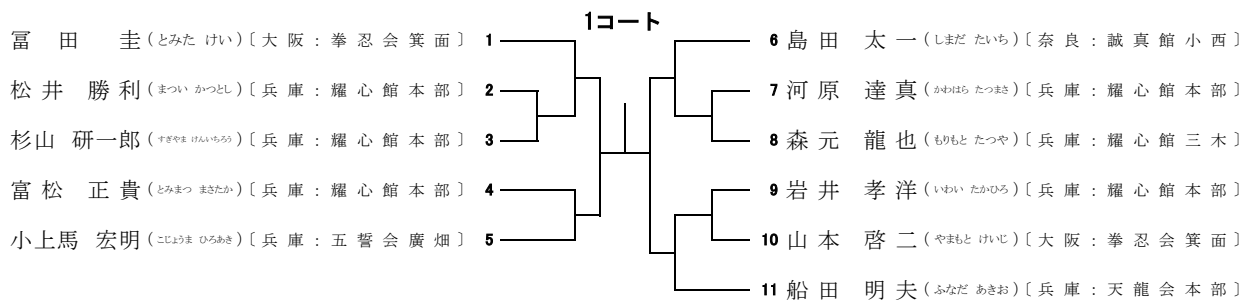 1コート
冨田 圭(とみた けい)〔大阪:拳忍会箕面〕 1
松井 勝利(まつい かつとし)〔兵庫:耀心館本部〕 2
杉山 研一郎(すぎやま けんいちろう)〔兵庫:耀心館本部〕 3
富松 正貴(とみまつ まさたか)〔兵庫:耀心館本部〕 4
小上馬 宏明(こじょうま ひろあき)〔兵庫:五誓会廣畑〕 5
6 島田 太一(しまだ たいち)〔奈良:誠真館小西〕
7 河原 達真(かわはら たつまさ)〔兵庫:耀心館本部〕
8 森元 龍也(もりもと たつや)〔兵庫:耀心館三木〕
9 岩井 孝洋(いわい たかひろ)〔兵庫:耀心館本部〕
10 山本 啓二(やまもと けいじ)〔大阪:拳忍会箕面〕
11 船田 明夫(ふなだ あきお)〔兵庫:天龍会本部〕